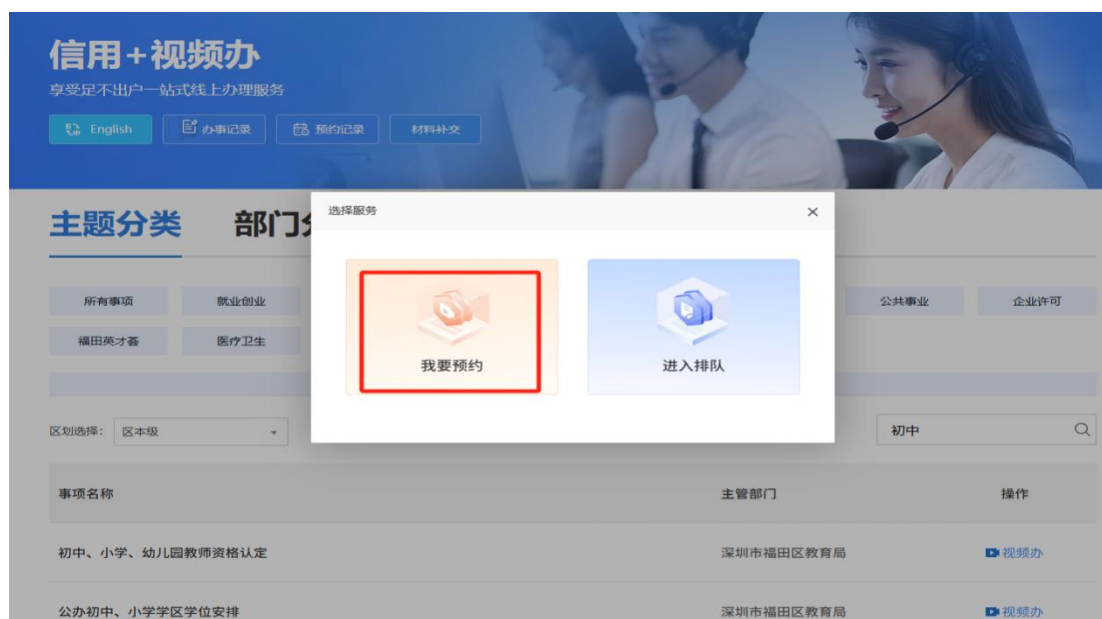 信用+视频办
享受足不出户一站式线上办理服务
English 办事记录 预约记录 材料补交
选择服务 ×
主题分类 部门
所有事项 就业创业 公共事业 企业许可
福田英才荟 医疗卫生
我要预约 进入排队
区划选择： 区本级 初中
事项名称 主管部门 操作
初中、小学、幼儿园教师资格认定 深圳市福田区教育局 视频办
公办初中、小学学区学位安排 深圳市福田区教育局 视频办